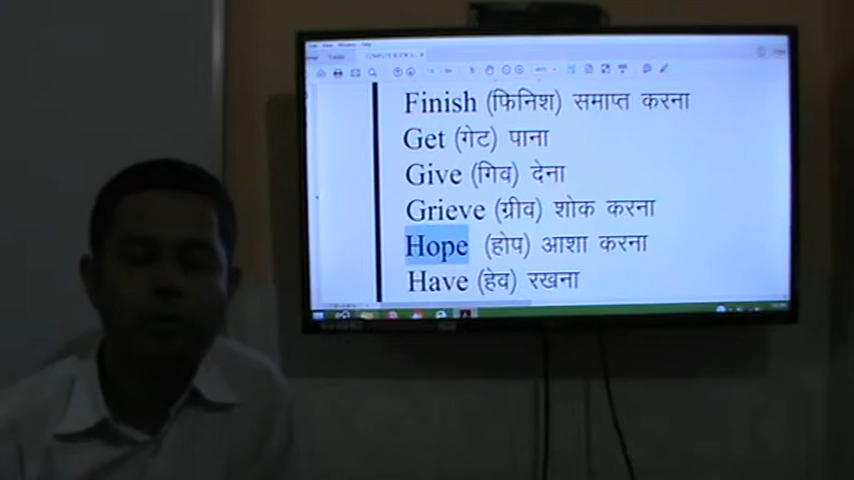 Finish (फिनिश) समाप्त करना
Get (गेट) पाना
Give (गिव) देना
Grieve (ग्रीव) शोक करना
Hope (होप) आशा करना
Have (हेव) रखना